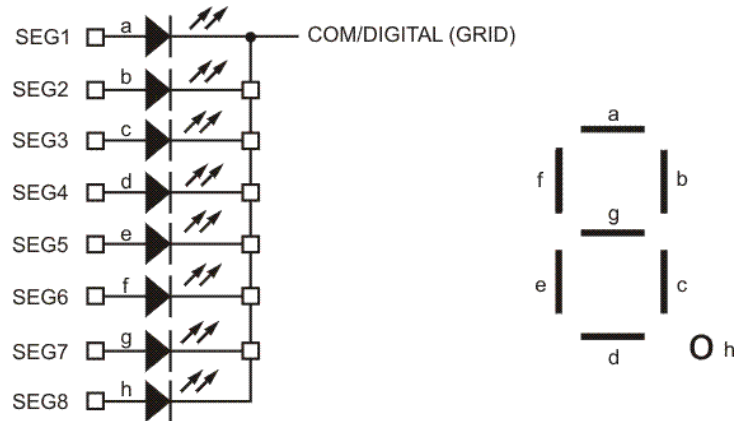 SEG1 a COM/DIGITAL (GRID)
SEG2 b
SEG3 c
SEG4 d
SEG5 e
SEG6 f
SEG7 g
SEG8 h
a
f b
g
e c
d
h